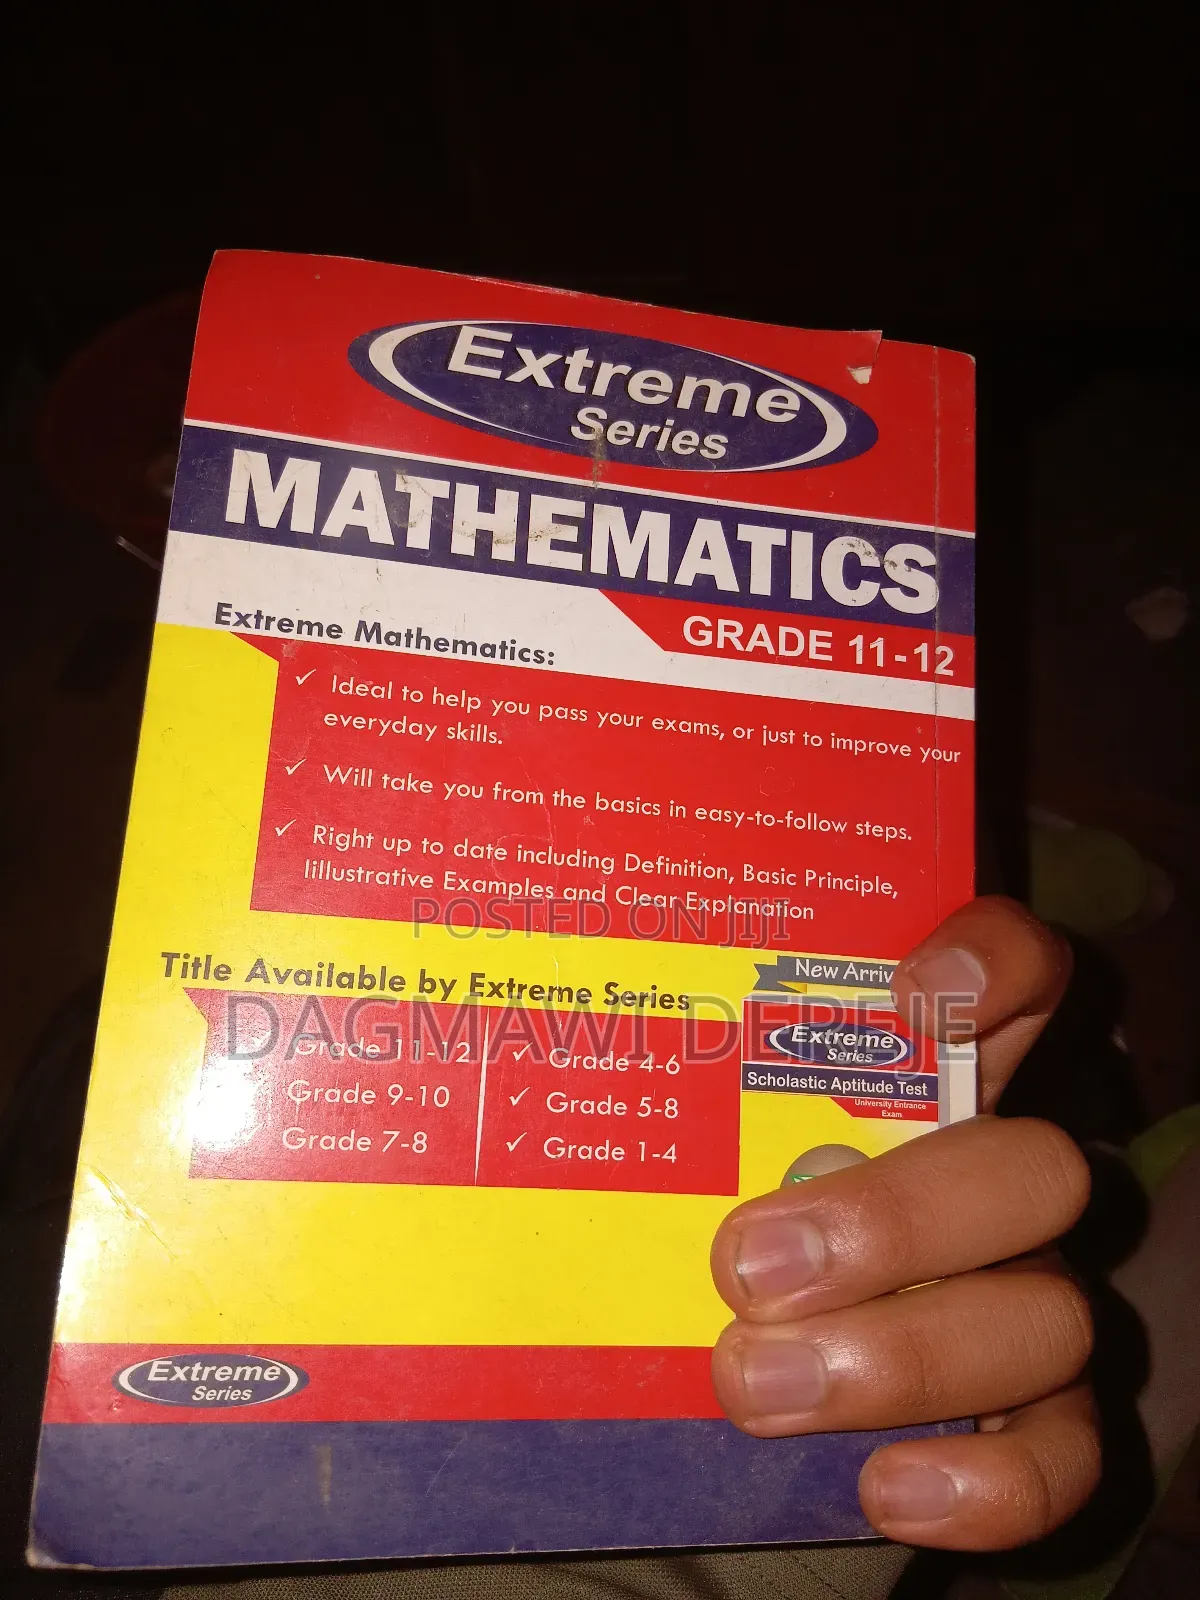 Extreme
Series
MATHEMATICS
GRADE 11-12
Extreme Mathematics:
✓ Ideal to help you pass your exams, or just to improve your
everyday skills.
✓ Will take you from the basics in easy-to-follow steps.
✓ Right up to date including Definition, Basic Principle,
Iillustrative Examples and Clear Explanation
POSTED ON JIJI
Title Available by Extreme Series
DAGMAWI DEREJE
✓ Grade 11-12
✓ Grade 9-10
✓ Grade 7-8
✓ Grade 4-6
✓ Grade 5-8
✓ Grade 1-4
New
Extreme
Series
Scholastic Aptitude Test
University Entrance
Exam
Extreme
Series